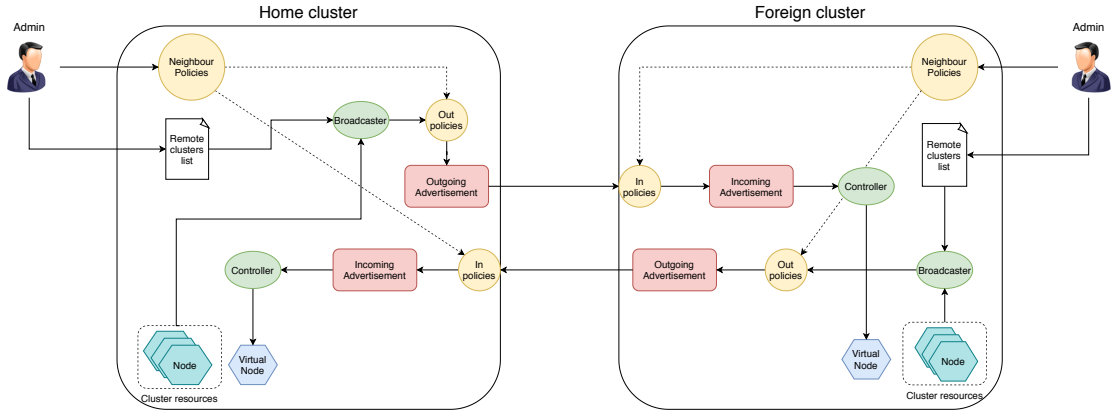 Home cluster
Foreign cluster
Admin
Admin
Neighbour
Policies
Neighbour
Policies
Remote
clusters
list
Broadcaster
Out
policies
Remote
clusters
list
Outgoing
Advertisement
In
policies
Incoming
Advertisement
Controller
Controller
Incoming
Advertisement
In
policies
Outgoing
Advertisement
Out
policies
Broadcaster
Node
Virtual
Node
Virtual
Node
Node
Cluster resources
Cluster resources